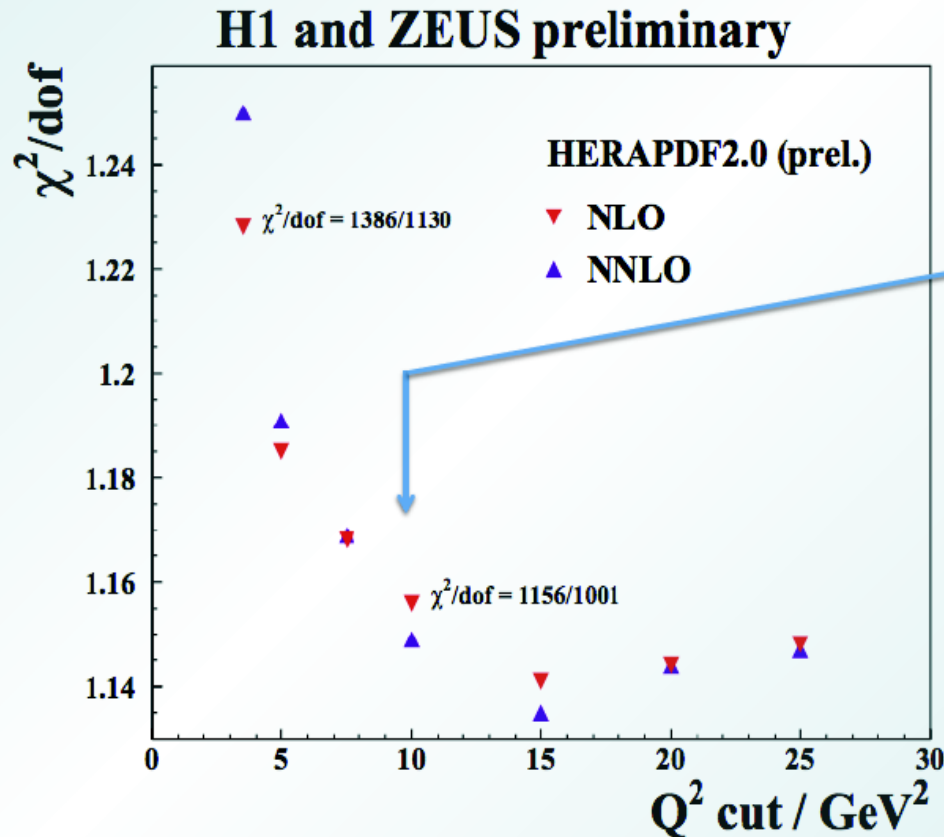 H1 and ZEUS preliminary
χ²/dof
1.24
1.22
1.2
1.18
1.16
1.14
HERAPDF2.0 (prel.)
NLO
NNLO
χ²/dof = 1386/1130
χ²/dof = 1156/1001
0 5 10 15 20 25 30
Q² cut / GeV²